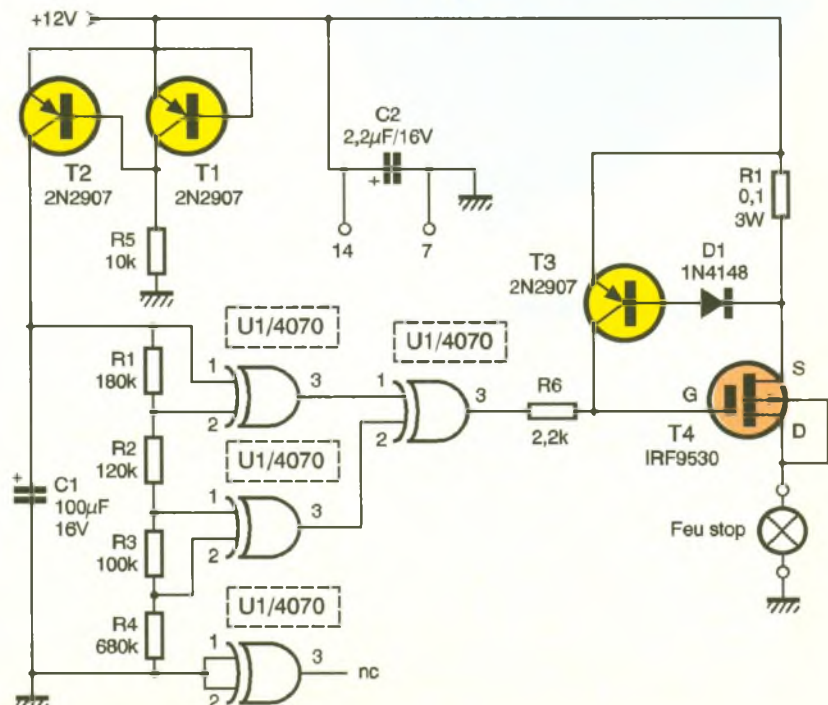 +12V
T2
2N2907
T1
2N2907
R5
10k
C2
2,2µF/16V
+
14
7
R1
0,1
3W
T3
2N2907
D1
1N4148
U1/4070
1
2
3
R1
180k
R2
120k
U1/4070
1
2
3
R6
2,2k
G
S
D
T4
IRF9530
+
C1
100µF
16V
U1/4070
1
2
3
R3
100k
R4
680k
Feu stop
U1/4070
1
2
3
nc